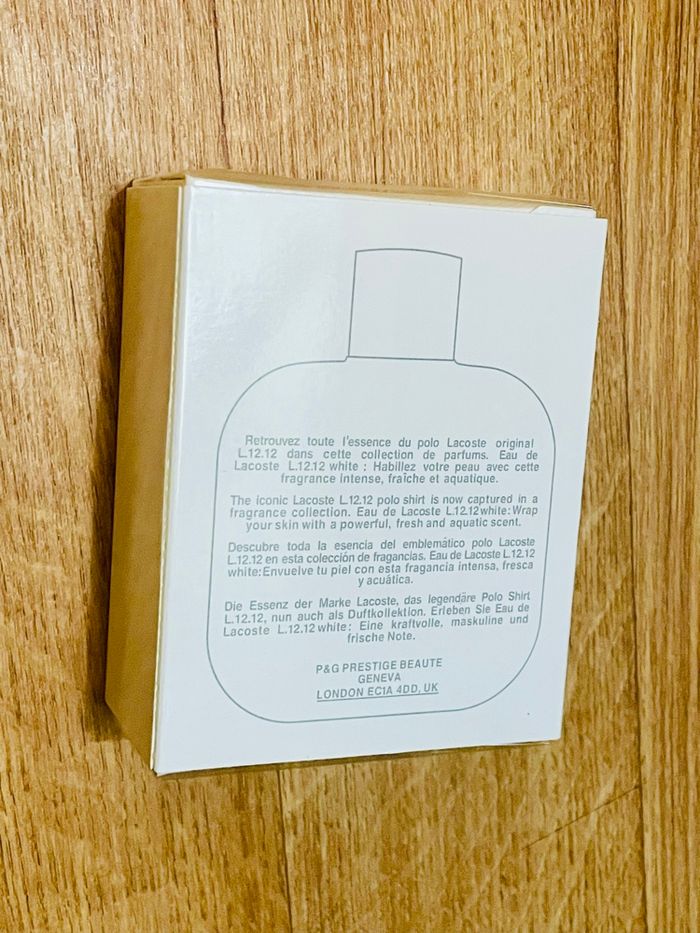 Retrouvez toute l'essence du polo Lacoste original
L.12.12 dans cette collection de parfums. Eau de
Lacoste L.12.12 white : Habillez votre peau avec cette
fragrance intense, fraîche et aquatique.
The iconic Lacoste L.12.12 polo shirt is now captured in a
fragrance collection. Eau de Lacoste L.12.12 white: Wrap
your skin with a powerful, fresh and aquatic scent.
Descubre toda la esencia del emblemático polo Lacoste
L.12.12 en esta colección de fragancias. Eau de Lacoste L.12.12
white: Envuelve tu piel con esta fragancia intensa, fresca
y acuática.
Die Essenz der Marke Lacoste, das legendäre Polo Shirt
L.12.12, nun auch als Duftkollektion. Erleben Sie Eau de
Lacoste L.12.12 white: Eine kraftvolle, maskuline und
frische Note.
P&G PRESTIGE BEAUTE
GENEVA
LONDON EC1A 4DD, UK